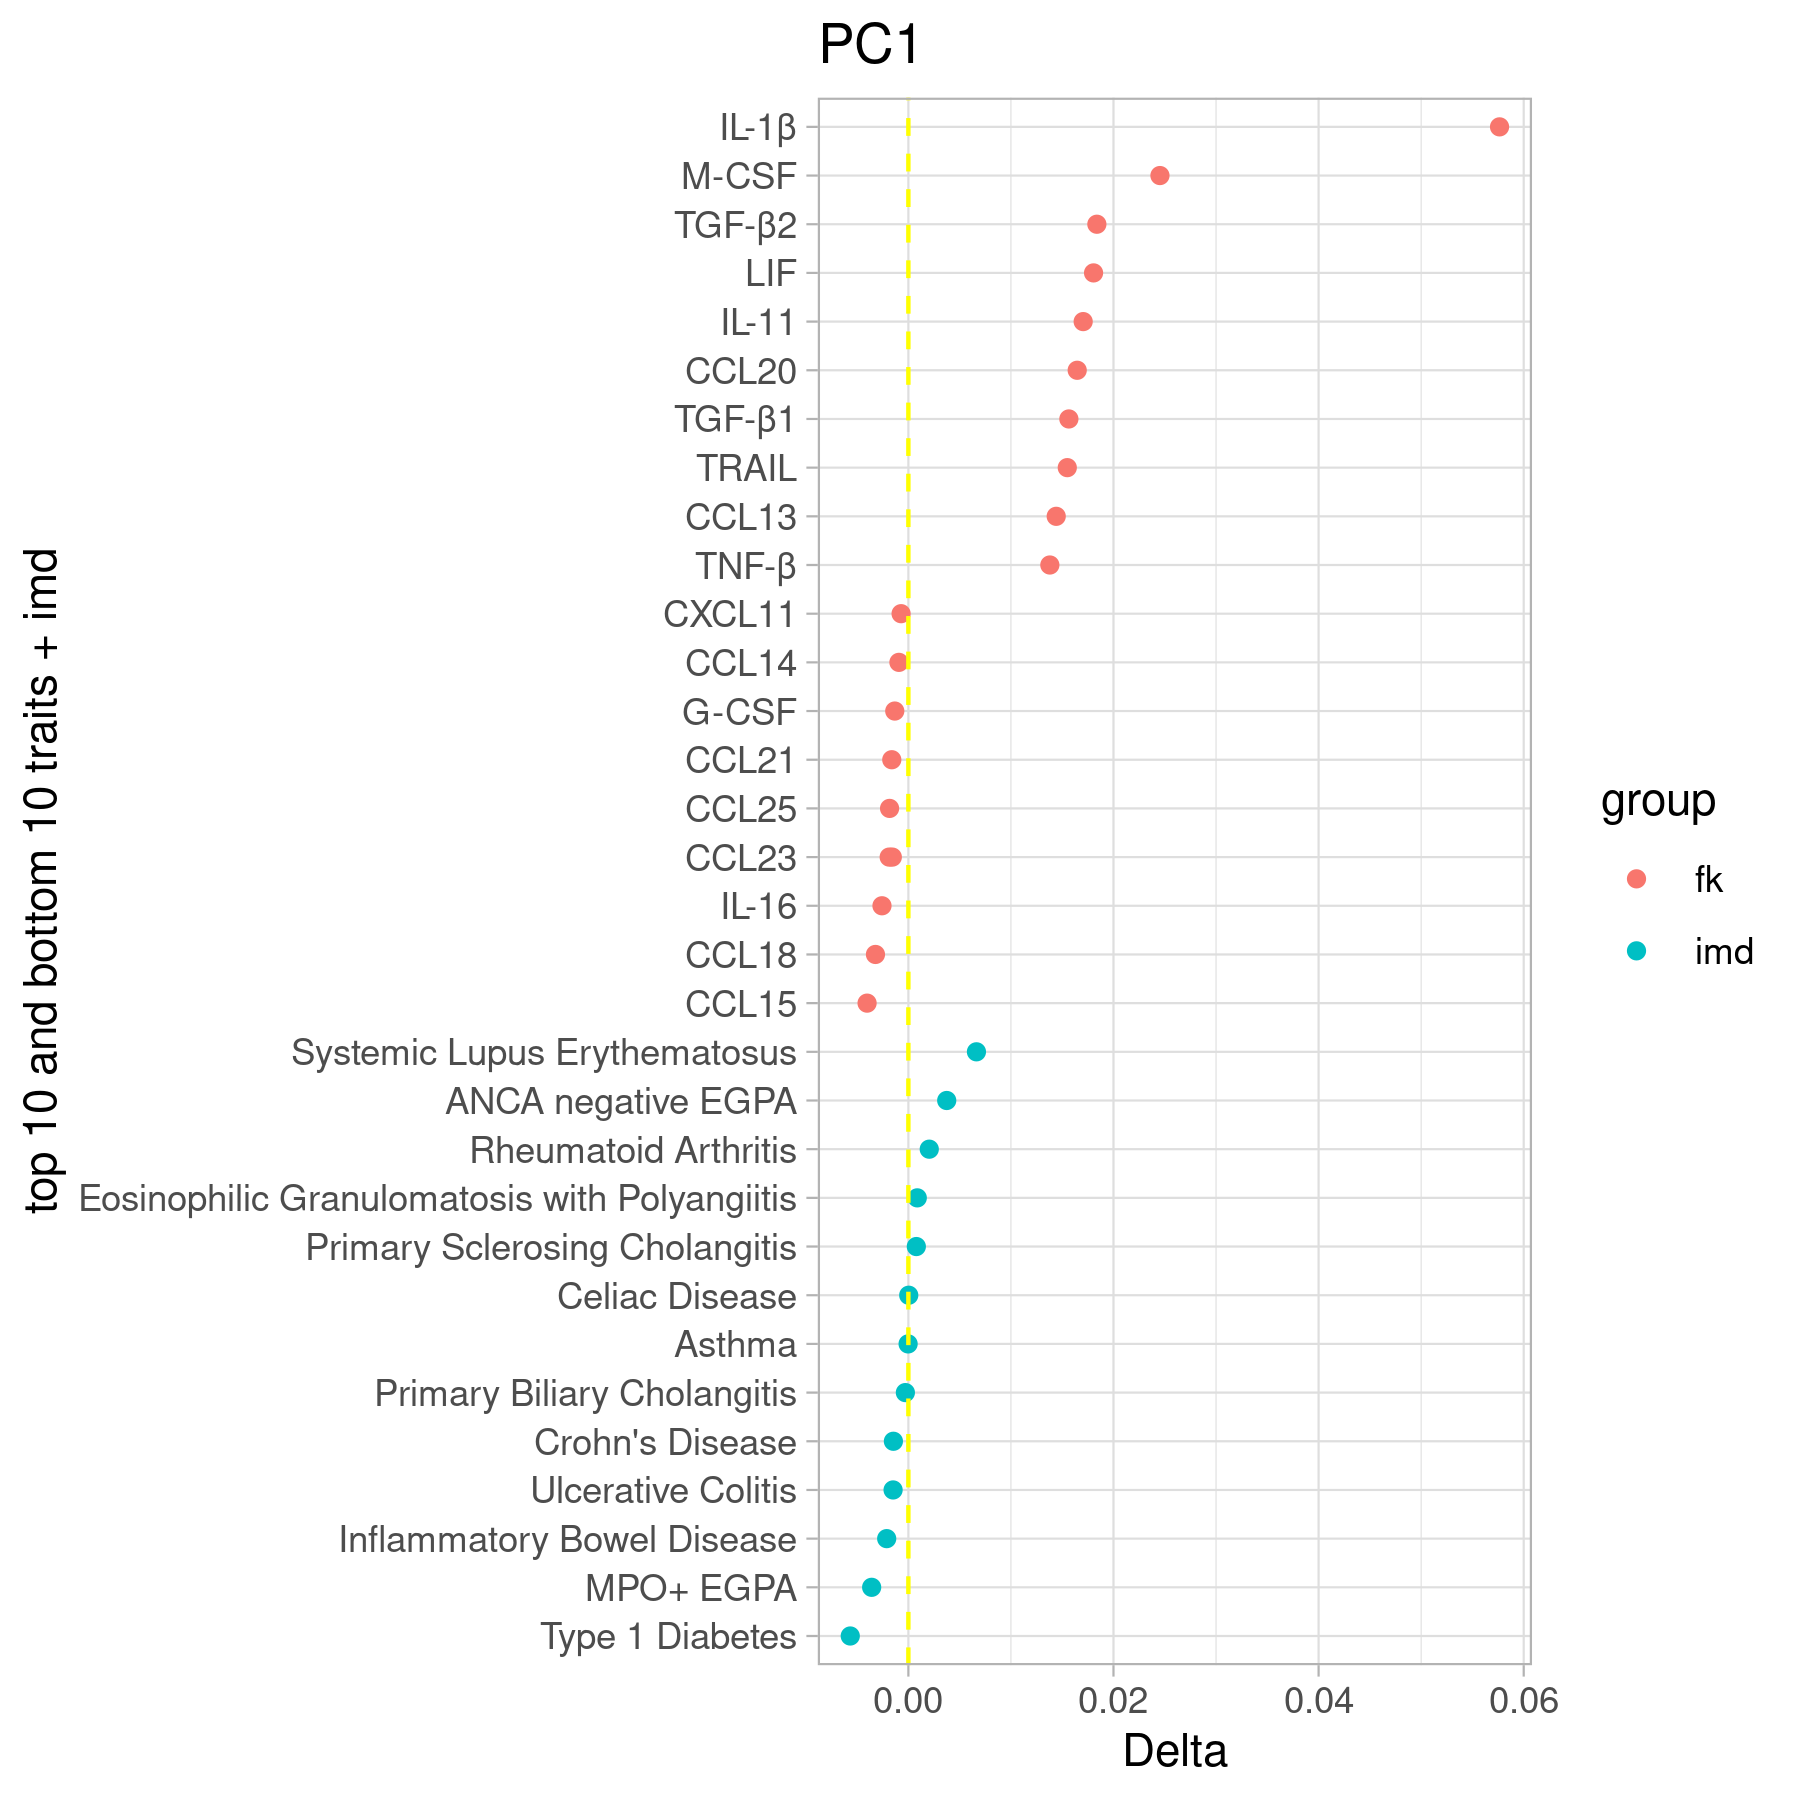 PC1
top 10 and bottom 10 traits + imd
IL-1β
M-CSF
TGF-β2
LIF
IL-11
CCL20
TGF-β1
TRAIL
CCL13
TNF-β
CXCL11
CCL14
G-CSF
CCL21
CCL25
CCL23
IL-16
CCL18
CCL15
Systemic Lupus Erythematosus
ANCA negative EGPA
Rheumatoid Arthritis
Eosinophilic Granulomatosis with Polyangiitis
Primary Sclerosing Cholangitis
Celiac Disease
Asthma
Primary Biliary Cholangitis
Crohn's Disease
Ulcerative Colitis
Inflammatory Bowel Disease
MPO+ EGPA
Type 1 Diabetes
0.00 0.02 0.04 0.06
Delta
group
fk
imd